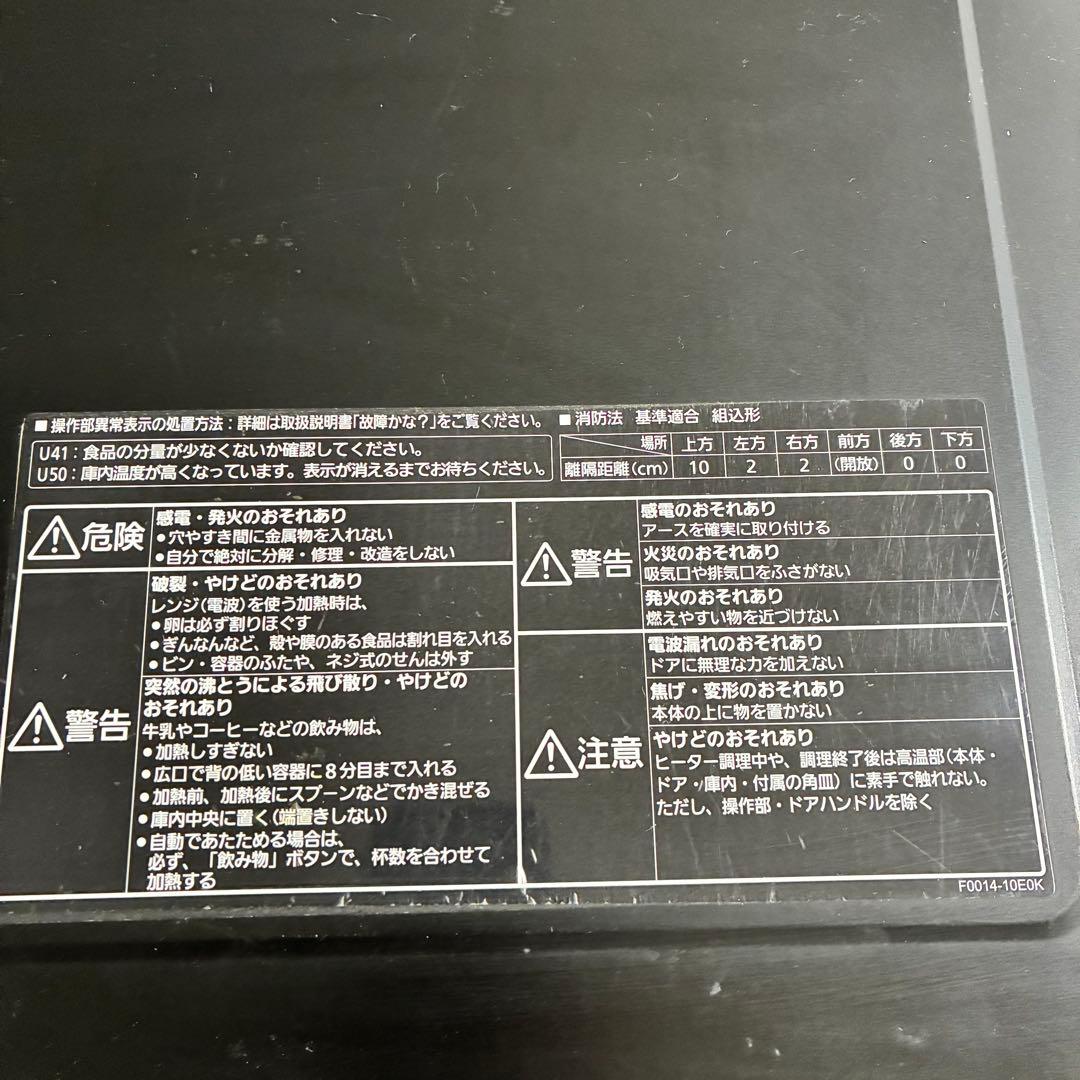 ■ 操作部異常表示の処置方法：詳細は取扱説明書「故障かな？」をご覧ください。
U41：食品の分量が少なくないか確認してください。
U50：庫内温度が高くなっています。表示が消えるまでお待ちください。
■ 消防法 基準適合 組込形
場所 上方 左方 右方 前方 後方 下方
離隔距離(cm) 10 2 2 (開放) 0 0
危険
感電・発火のおそれあり
●穴やすき間に金属物を入れない
●自分で絶対に分解・修理・改造をしない
警告
破裂・やけどのおそれあり
レンジ(電波)を使う加熱時は、
●卵は必ず割りほぐす
●ぎんなんなど、殻や膜のある食品は割れ目を入れる
●ビン・容器のふたや、ネジ式のせんは外す
突然の沸とうによる飛び散り・やけどの
おそれあり
牛乳やコーヒーなどの飲み物は、
●加熱しすぎない
●広口で背の低い容器に８分目まで入れる
●加熱前、加熱後にスプーンなどでかき混ぜる
●庫内中央に置く(端置きしない)
●自動であたためる場合は、
必ず、「飲み物」ボタンで、杯数を合わせて
加熱する
警告
感電のおそれあり
アースを確実に取り付ける
火災のおそれあり
吸気口や排気口をふさがない
発火のおそれあり
燃えやすい物を近づけない
注意
電波漏れのおそれあり
ドアに無理な力を加えない
焦げ・変形のおそれあり
本体の上に物を置かない
やけどのおそれあり
ヒーター調理中や、調理終了後は高温部(本体・
ドア・庫内・付属の角皿)に素手で触れない。
ただし、操作部・ドアハンドルを除く
F0014-10E0K